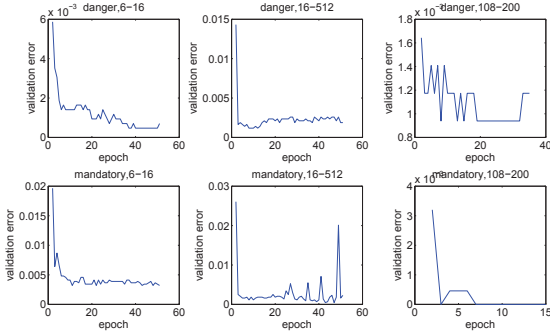 danger,6−16
x 10⁻³
validation error
6
4
2
0
0 20 40 60
epoch
danger,16−512
validation error
0.015
0.01
0.005
0
0 20 40 60
epoch
danger,108−200
validation error
1.8
1.6
1.4
1.2
1
0.8
0 20 40
epoch
mandatory,6−16
validation error
0.02
0.015
0.01
0.005
0
0 20 40 60
epoch
mandatory,16−512
validation error
0.03
0.02
0.01
0
0 20 40 60
epoch
mandatory,108−200
validation error
4
3
2
1
0
0 5 10 15
epoch